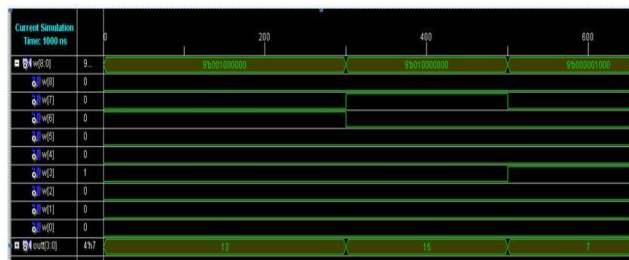 Current Simulation
Time: 1000 ns
0 200 400 600
w[8:0] 9... 9'b001000000 9'b010000000 9'b000001000
w[8] 0
w[7] 0
w[6] 0
w[5] 0
w[4] 0
w[3] 1
w[2] 0
w[1] 0
w[0] 0
outt[3:0] 4'h7 13 15 7